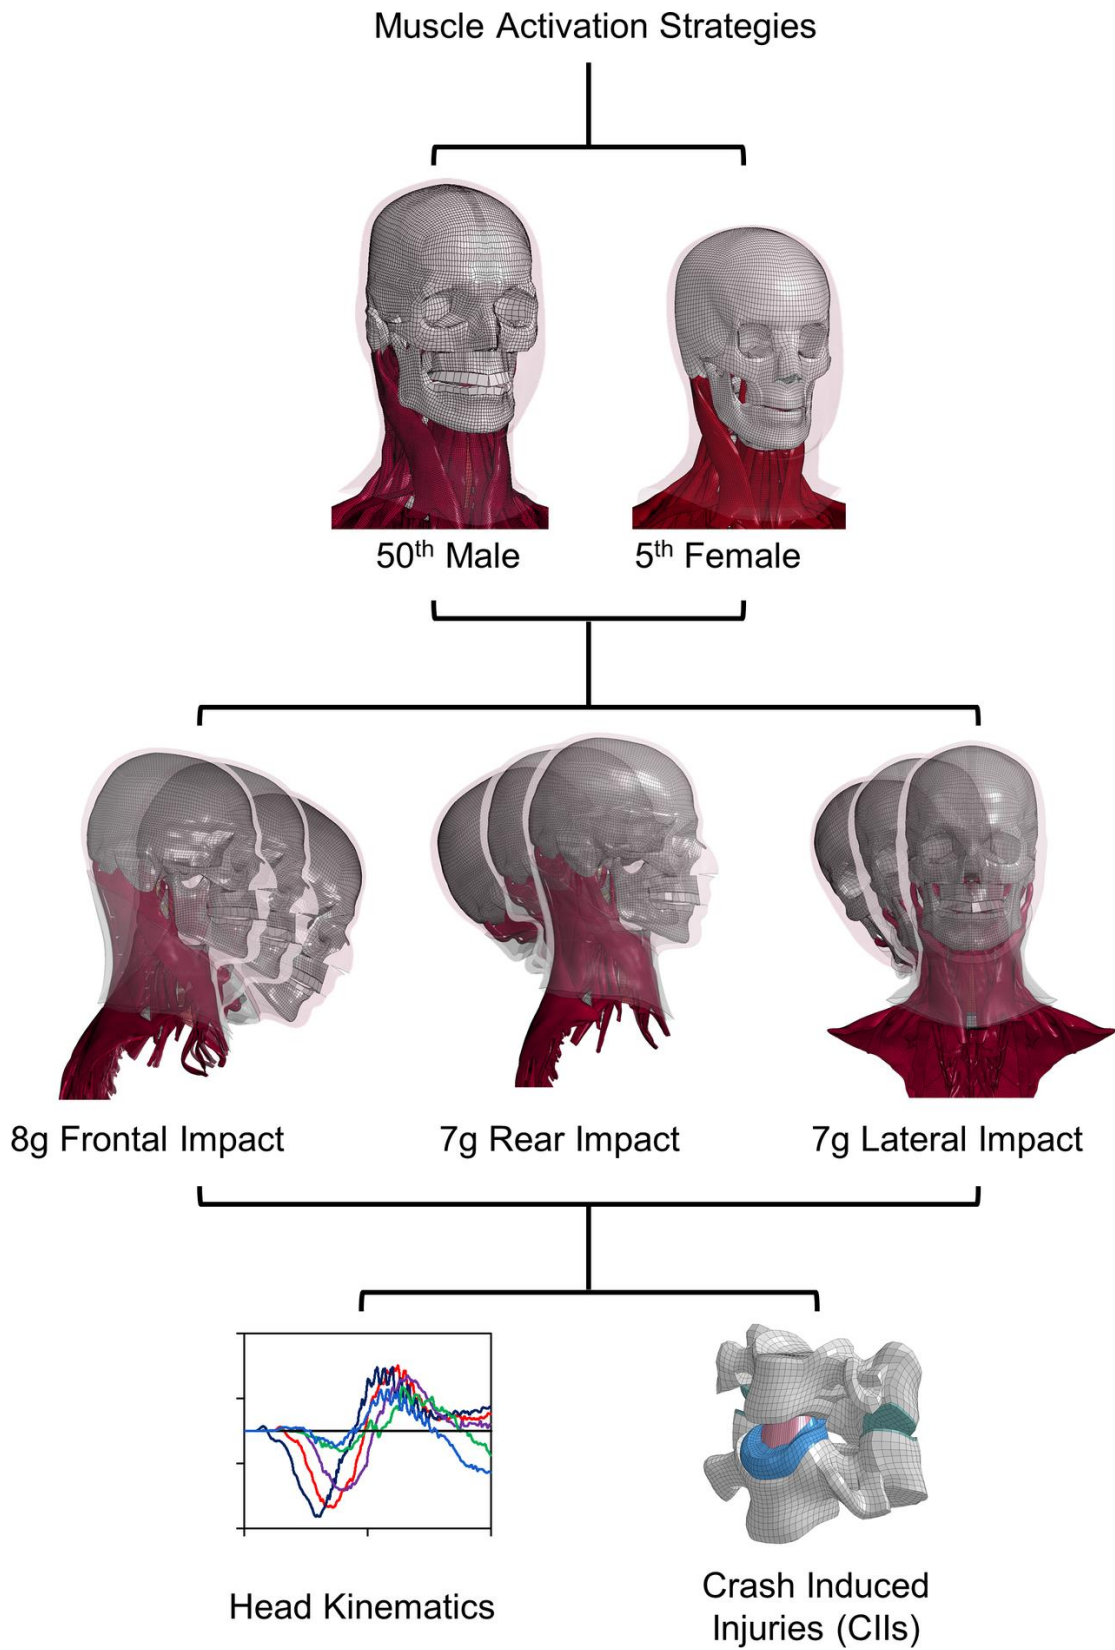 Muscle Activation Strategies
50th Male
5th Female
8g Frontal Impact
7g Rear Impact
7g Lateral Impact
Head Kinematics
Crash Induced
Injuries (CIIs)